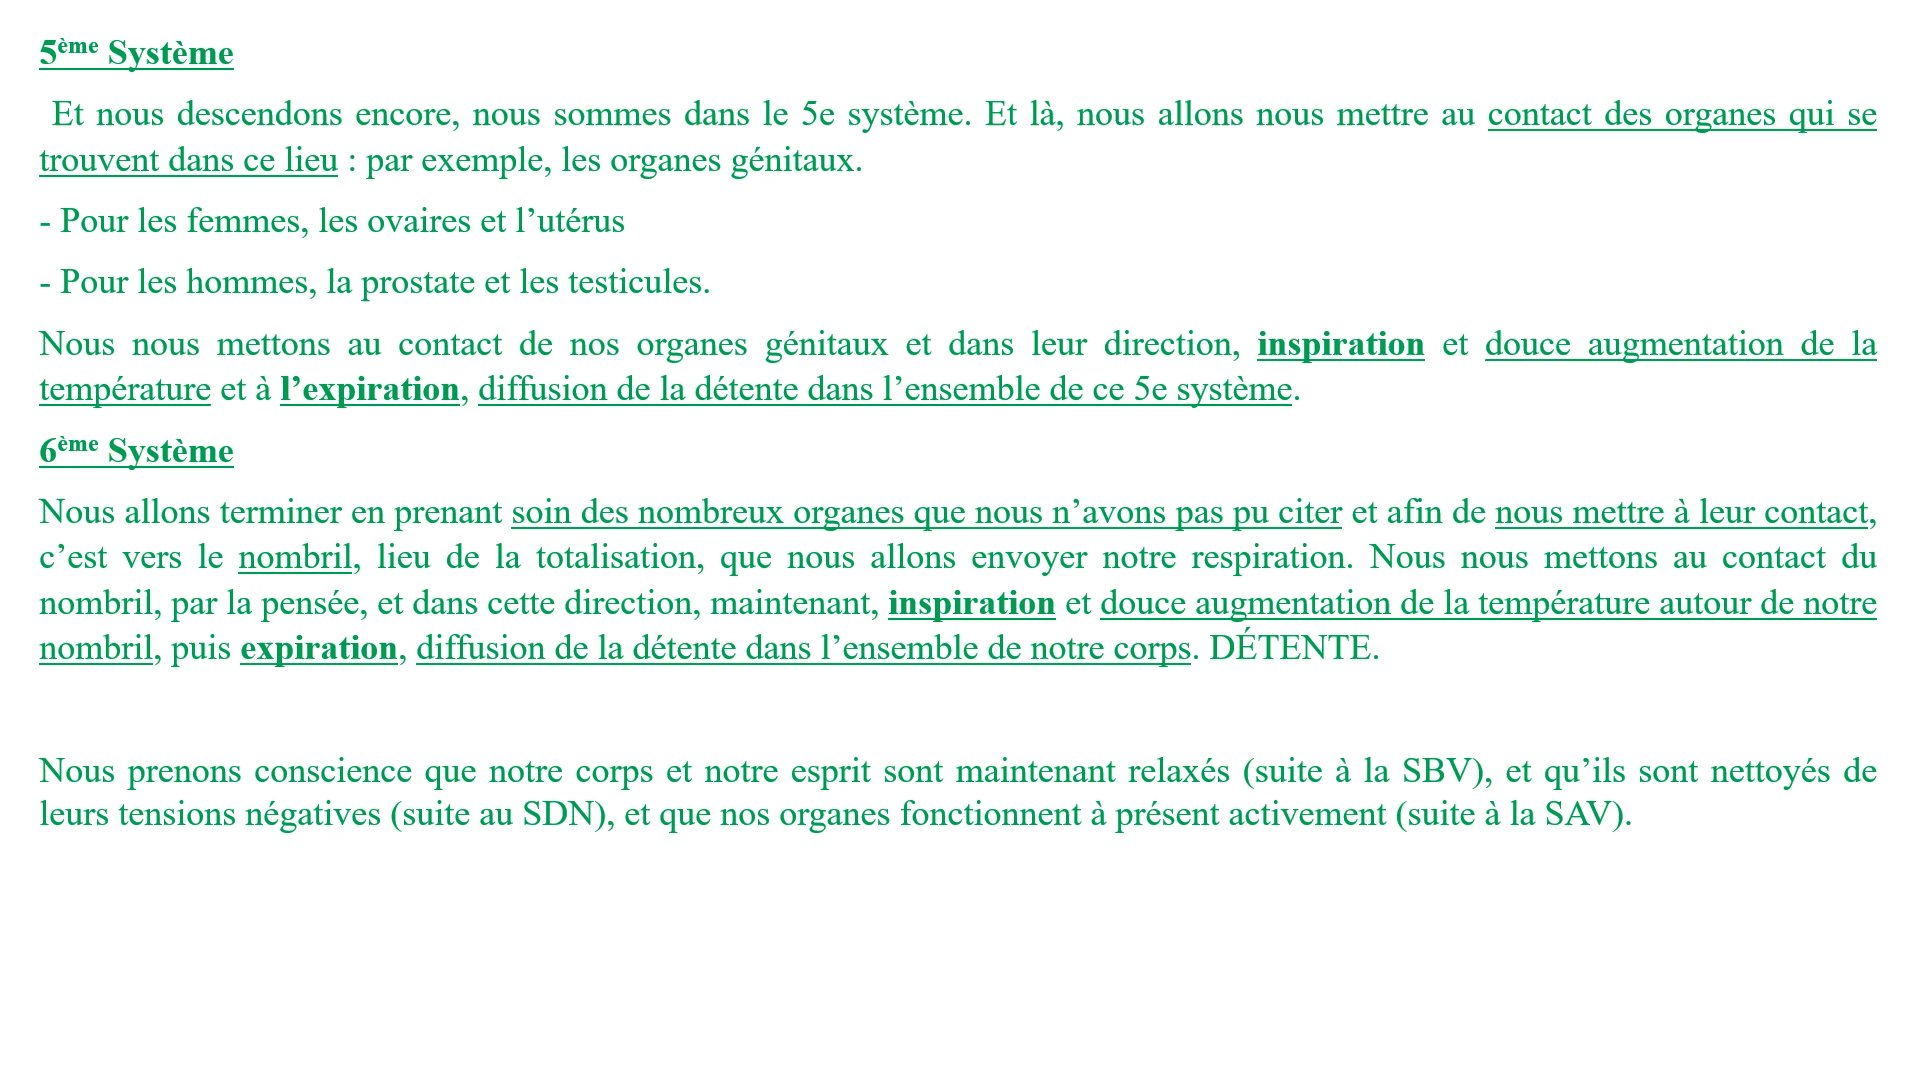 5ème Système
Et nous descendons encore, nous sommes dans le 5e système. Et là, nous allons nous mettre au contact des organes qui se
trouvent dans ce lieu : par exemple, les organes génitaux.
- Pour les femmes, les ovaires et l’utérus
- Pour les hommes, la prostate et les testicules.
Nous nous mettons au contact de nos organes génitaux et dans leur direction, inspiration et douce augmentation de la
température et à l’expiration, diffusion de la détente dans l’ensemble de ce 5e système.
6ème Système
Nous allons terminer en prenant soin des nombreux organes que nous n’avons pas pu citer et afin de nous mettre à leur contact,
c’est vers le nombril, lieu de la totalisation, que nous allons envoyer notre respiration. Nous nous mettons au contact du
nombril, par la pensée, et dans cette direction, maintenant, inspiration et douce augmentation de la température autour de notre
nombril, puis expiration, diffusion de la détente dans l’ensemble de notre corps. DÉTENTE.
Nous prenons conscience que notre corps et notre esprit sont maintenant relaxés (suite à la SBV), et qu’ils sont nettoyés de
leurs tensions négatives (suite au SDN), et que nos organes fonctionnent à présent activement (suite à la SAV).